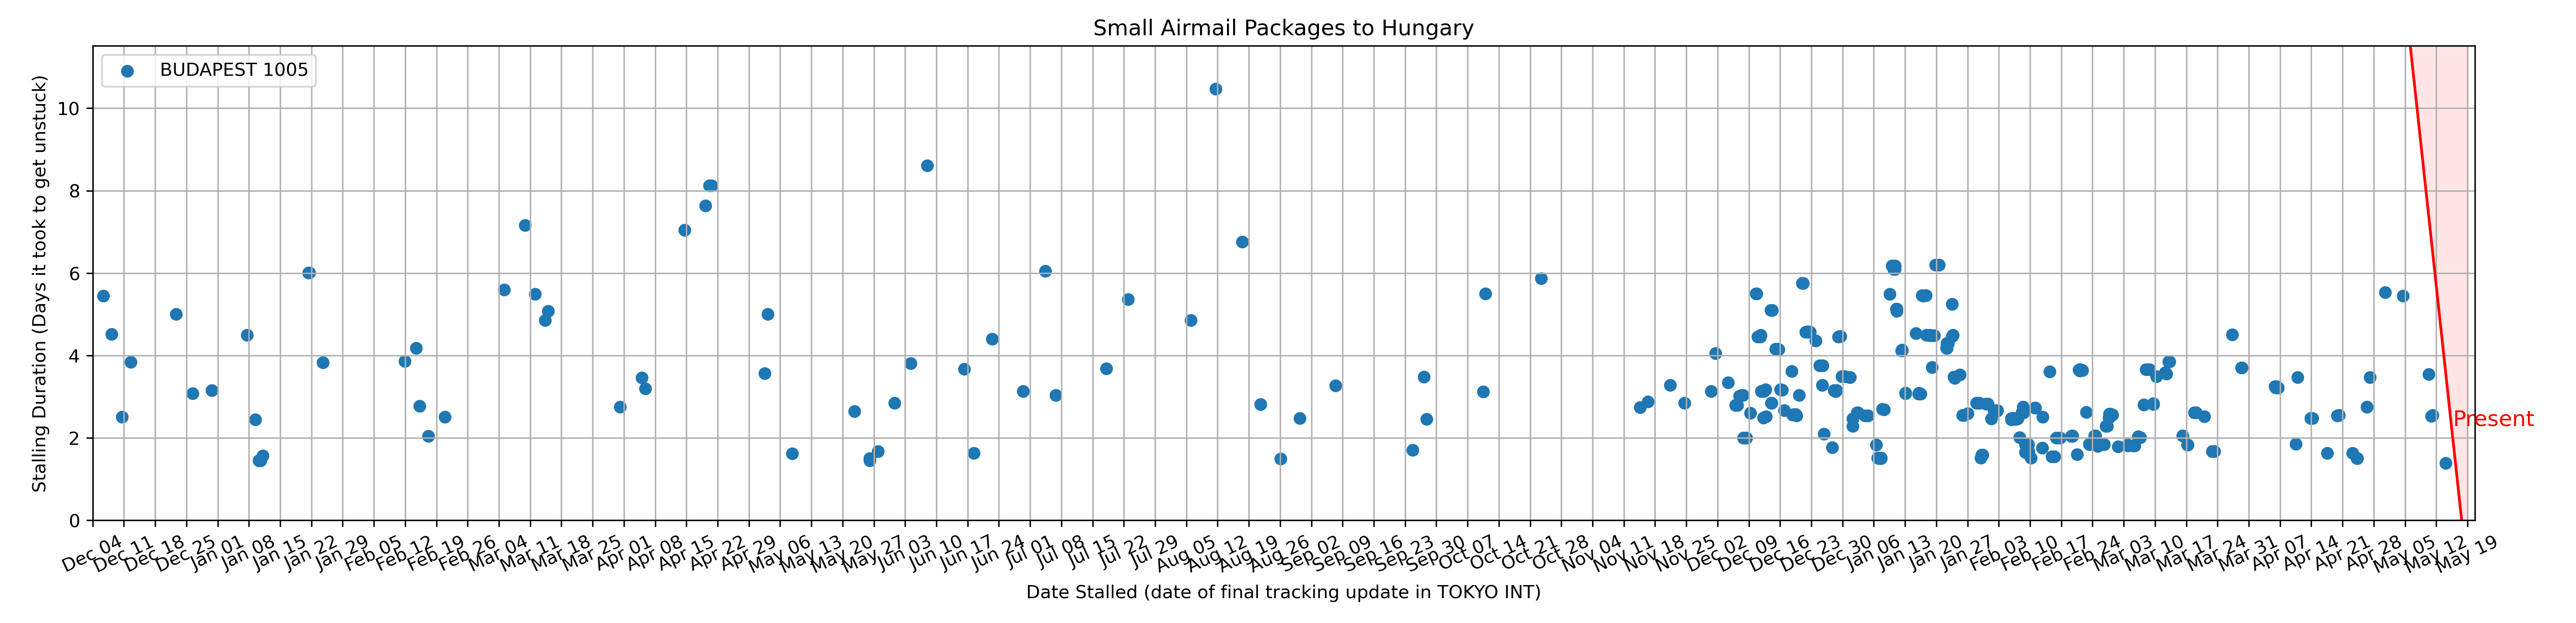 Small Airmail Packages to Hungary
BUDAPEST 1005
Stalling Duration (Days it took to get unstuck)
10
8
6
4
2
0
Present
Dec 04
Dec 11
Dec 18
Dec 25
Jan 01
Jan 08
Jan 15
Jan 22
Jan 29
Feb 05
Feb 12
Feb 19
Feb 26
Mar 04
Mar 11
Mar 18
Mar 25
Apr 01
Apr 08
Apr 15
Apr 22
Apr 29
May 06
May 13
May 20
May 27
Jun 03
Jun 10
Jun 17
Jun 24
Jul 01
Jul 08
Jul 15
Jul 22
Jul 29
Aug 05
Aug 12
Aug 19
Aug 26
Sep 02
Sep 09
Sep 16
Sep 23
Sep 30
Oct 07
Oct 14
Oct 21
Oct 28
Nov 04
Nov 11
Nov 18
Nov 25
Dec 02
Dec 09
Dec 16
Dec 23
Dec 30
Jan 06
Jan 13
Jan 20
Jan 27
Feb 03
Feb 10
Feb 17
Feb 24
Mar 03
Mar 10
Mar 17
Mar 24
Mar 31
Apr 07
Apr 14
Apr 21
Apr 28
May 05
May 12
May 19
Date Stalled (date of final tracking update in TOKYO INT)